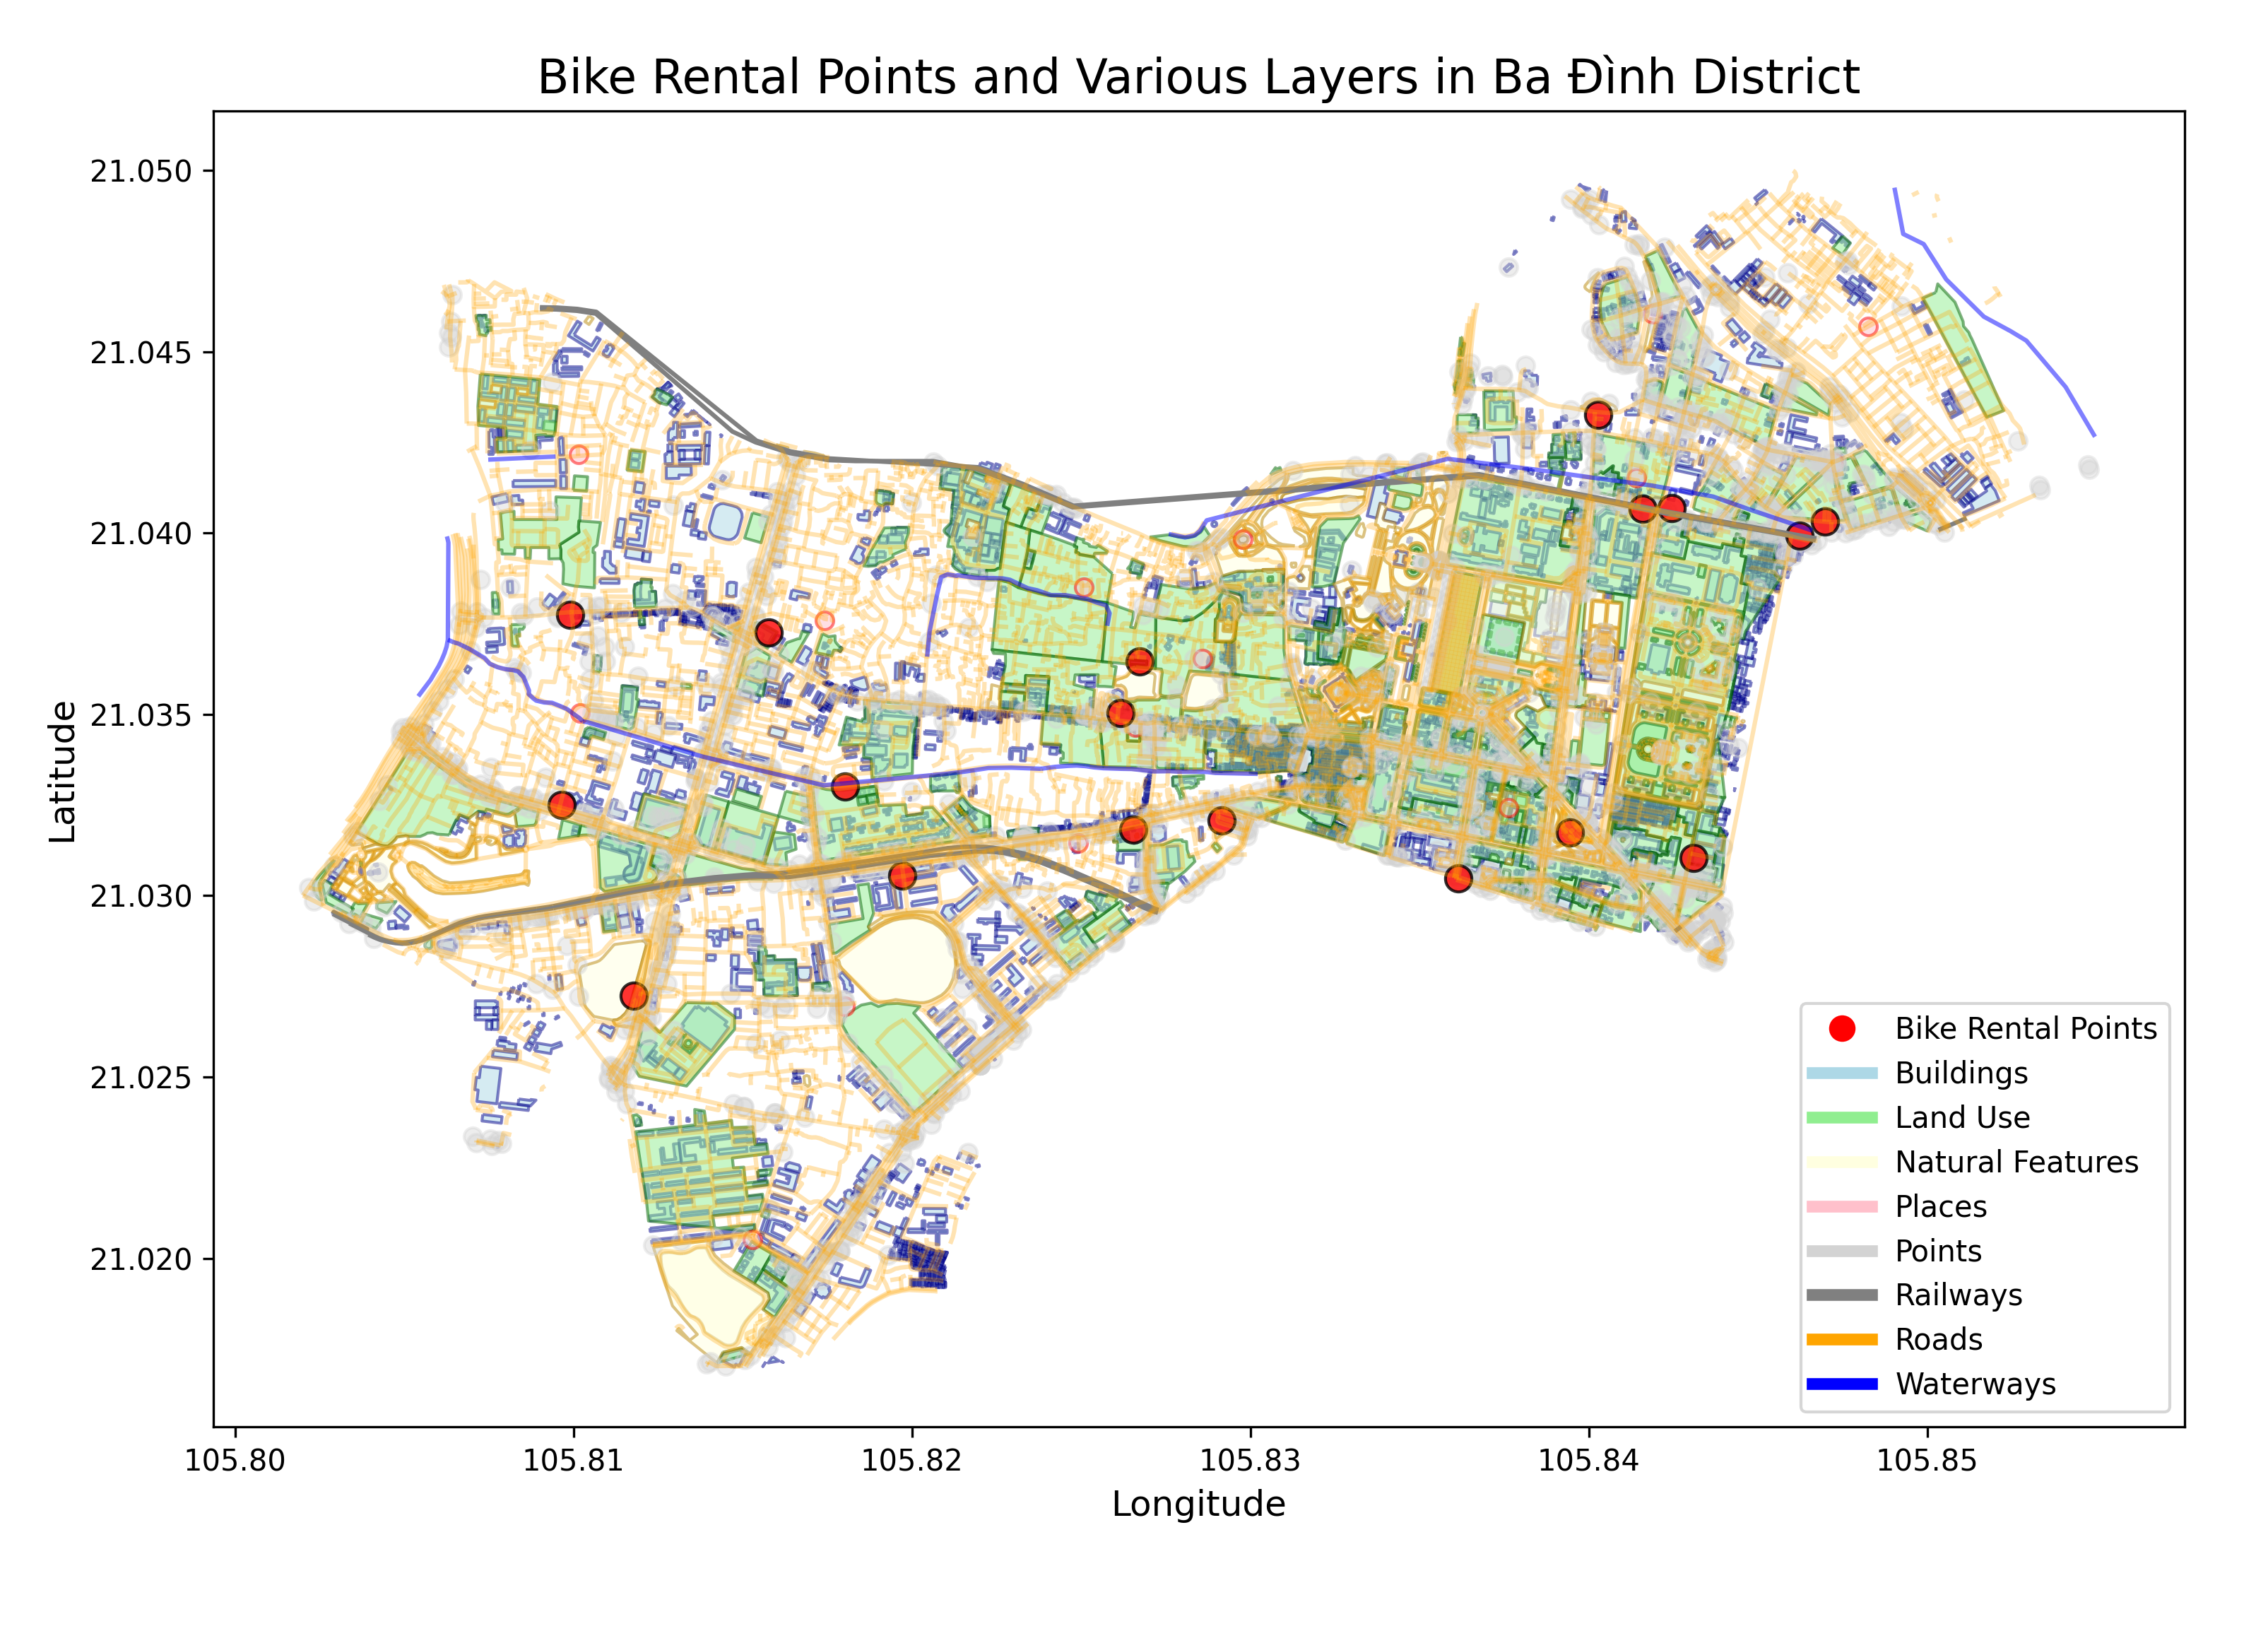 Bike Rental Points and Various Layers in Ba Đình District
21.050
21.045
21.040
21.035
21.030
21.025
21.020
Latitude
105.80
105.81
105.82
105.83
105.84
105.85
Longitude
Bike Rental Points
Buildings
Land Use
Natural Features
Places
Points
Railways
Roads
Waterways